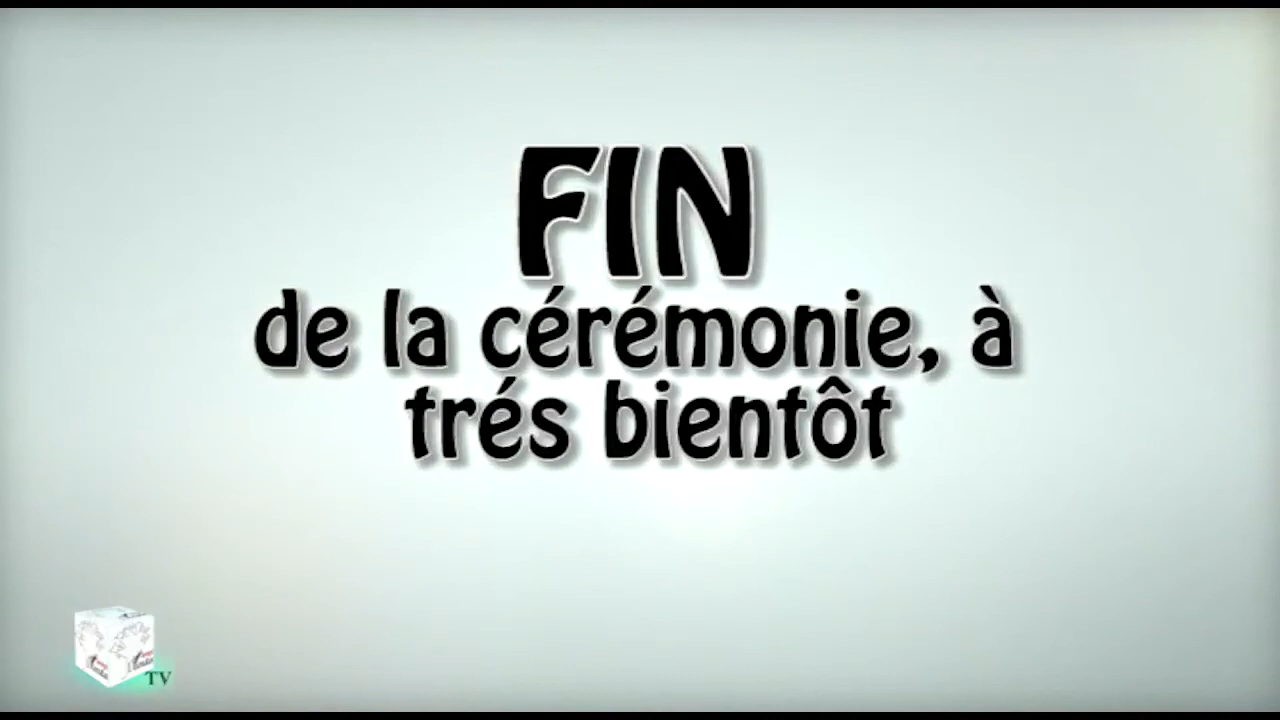 FIN
de la cérémonie, à
trés bientôt
TV